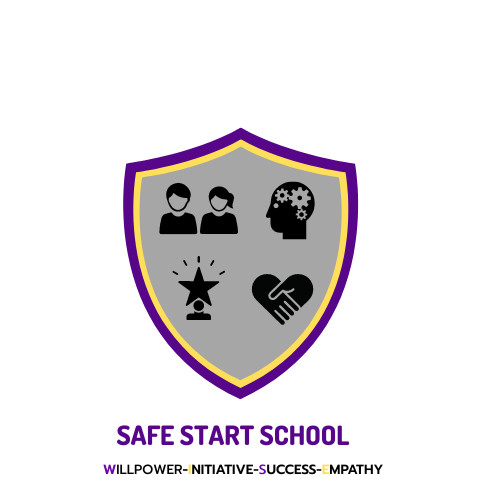 SAFE START SCHOOL
WILLPOWER-INITIATIVE-SUCCESS-EMPATHY